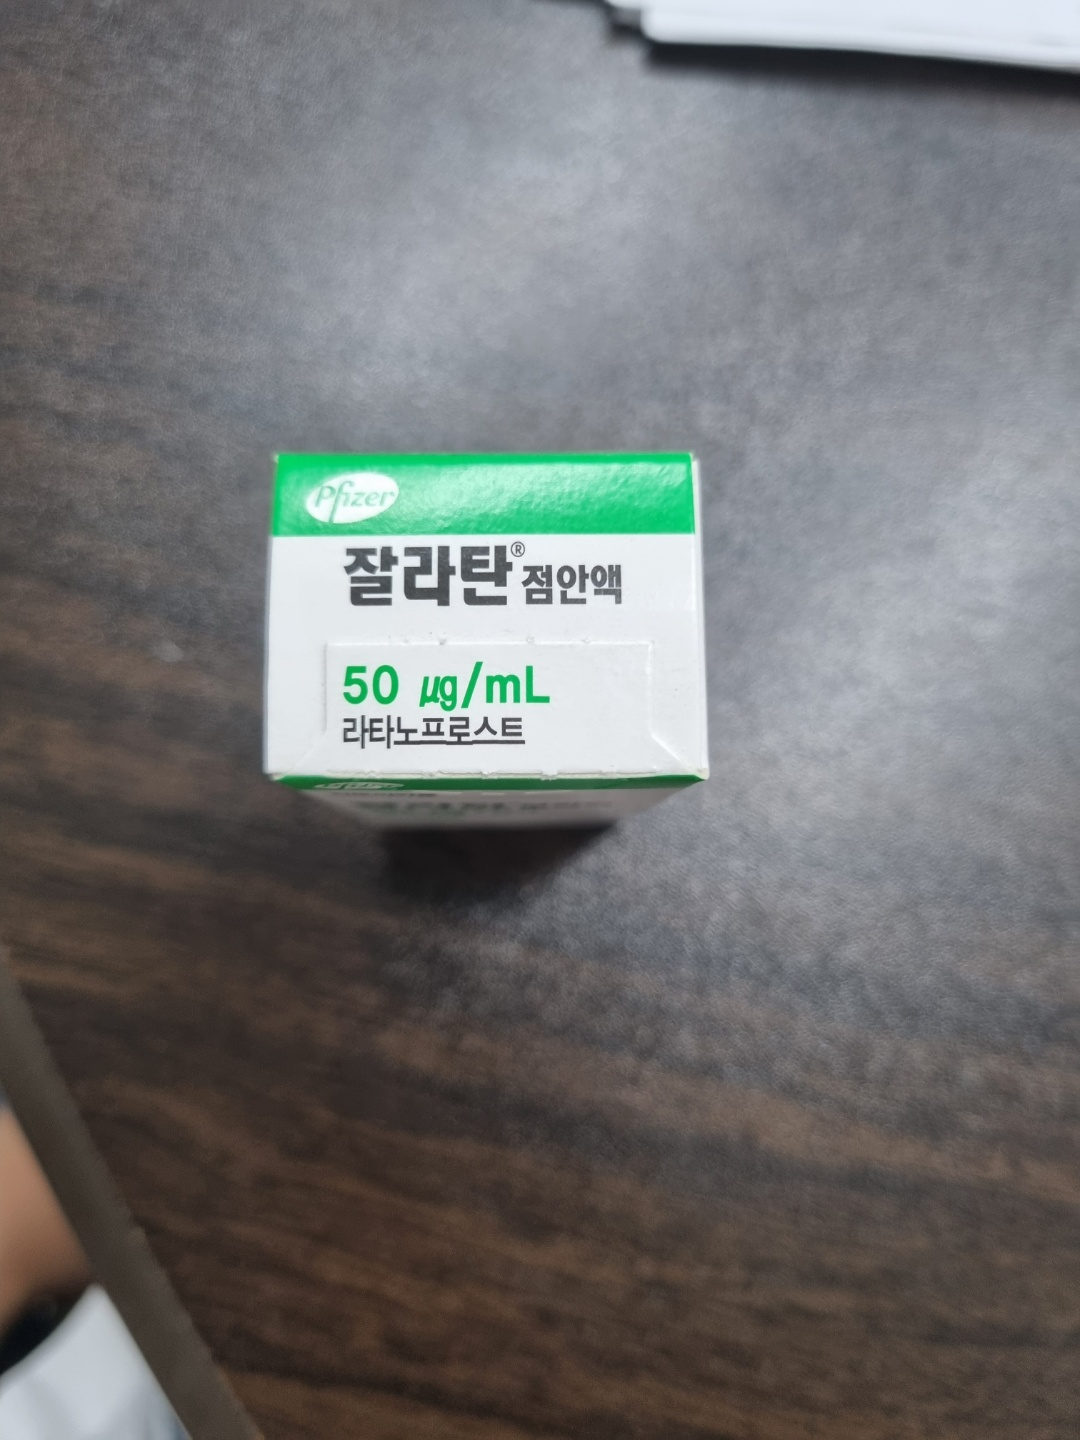 Pfizer
잘라탄® 점안액
50 µg/mL
라타노프로스트